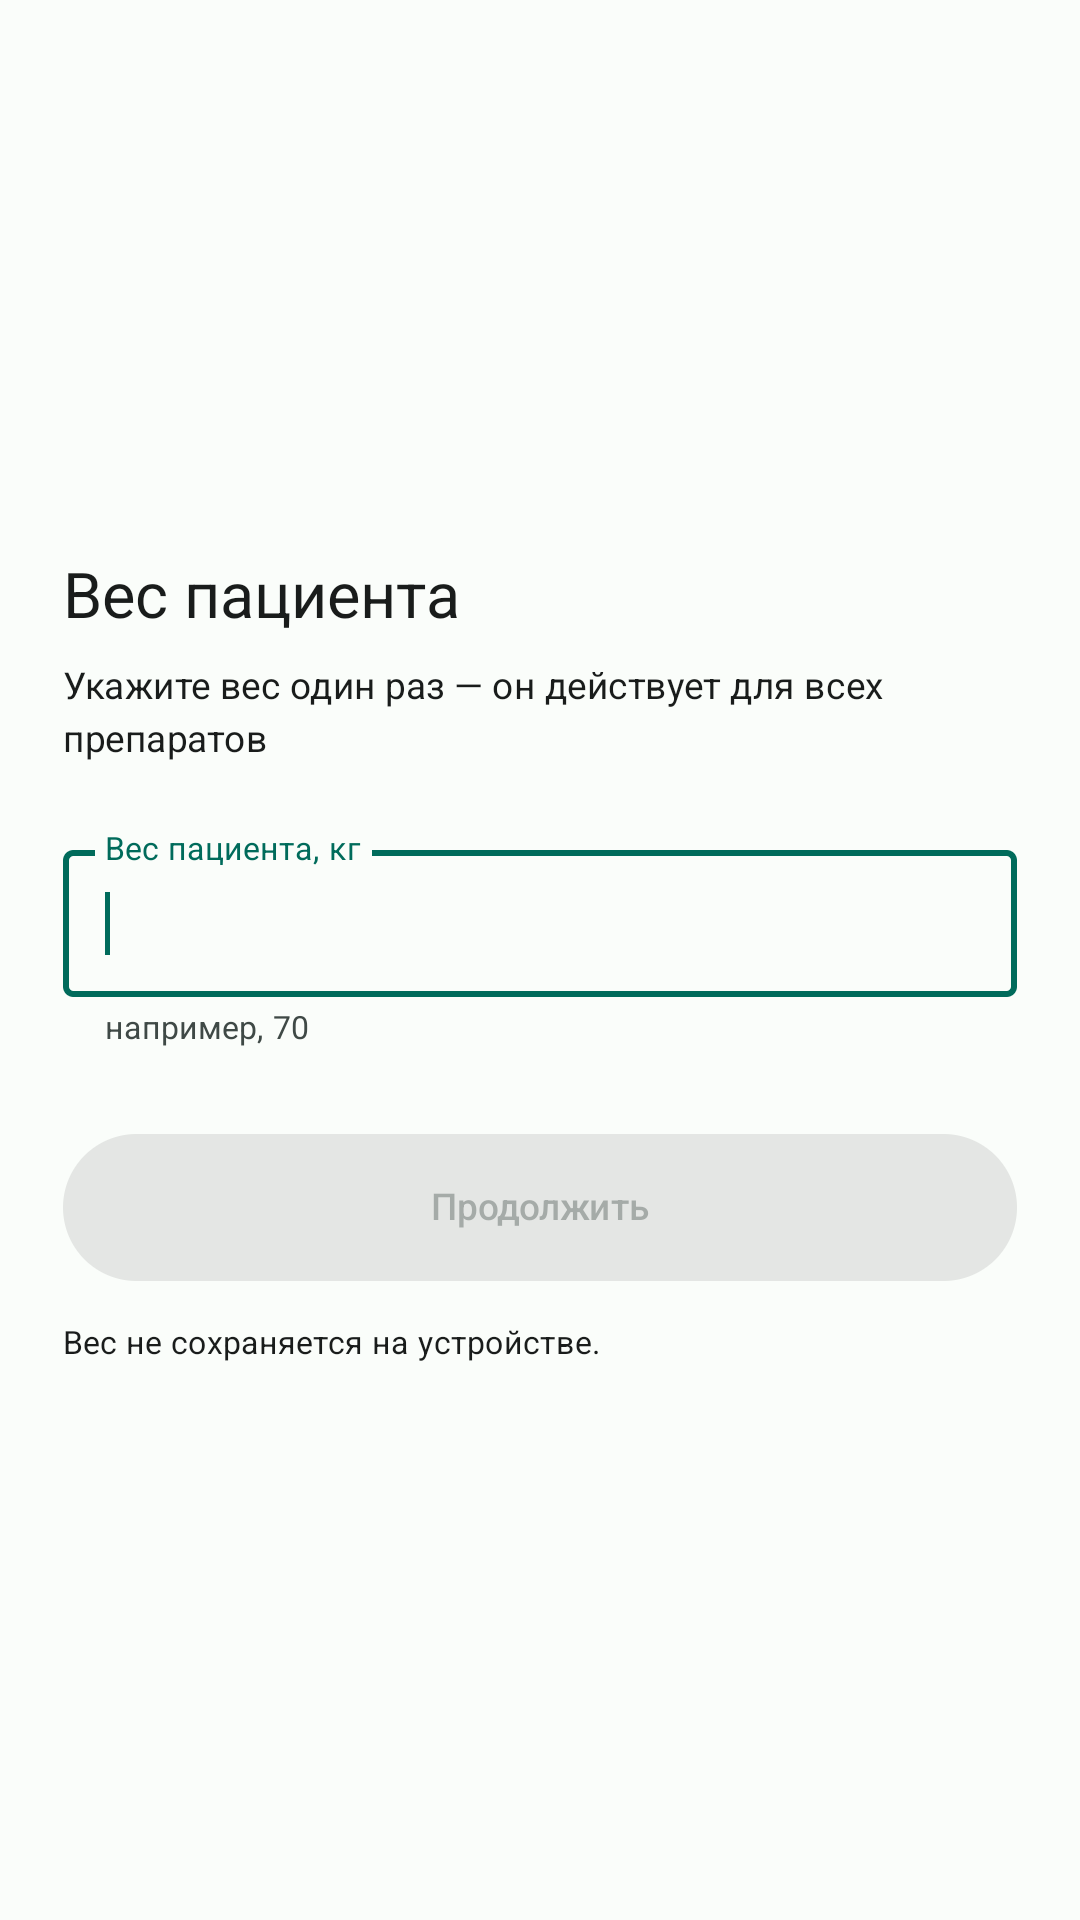 Вес пациента
Укажите вес один раз — он действует для всех
препаратов
Вес пациента, кг
например, 70
Продолжить
Вес не сохраняется на устройстве.